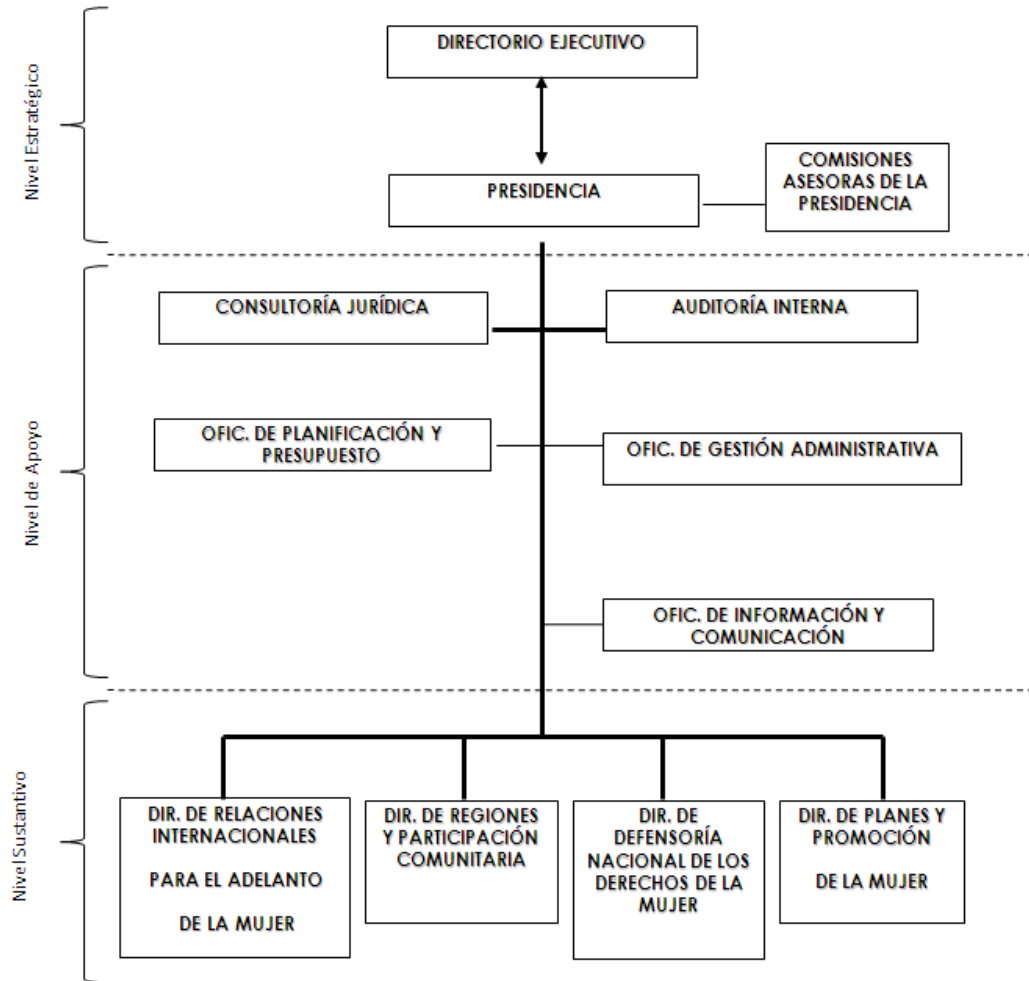 Nivel Estratégico
DIRECTORIO EJECUTIVO
PRESIDENCIA
COMISIONES
ASESORAS DE LA
PRESIDENCIA
Nivel de Apoyo
CONSULTORÍA JURÍDICA
AUDITORÍA INTERNA
OFIC. DE PLANIFICACIÓN Y
PRESUPUESTO
OFIC. DE GESTIÓN ADMINISTRATIVA
OFIC. DE INFORMACIÓN Y
COMUNICACIÓN
Nivel Sustantivo
DIR. DE RELACIONES
INTERNACIONALES
PARA EL ADELANTO
DE LA MUJER
DIR. DE REGIONES
Y PARTICIPACIÓN
COMUNITARIA
DIR. DE
DEFENSORÍA
NACIONAL DE LOS
DERECHOS DE LA
MUJER
DIR. DE PLANES Y
PROMOCIÓN
DE LA MUJER